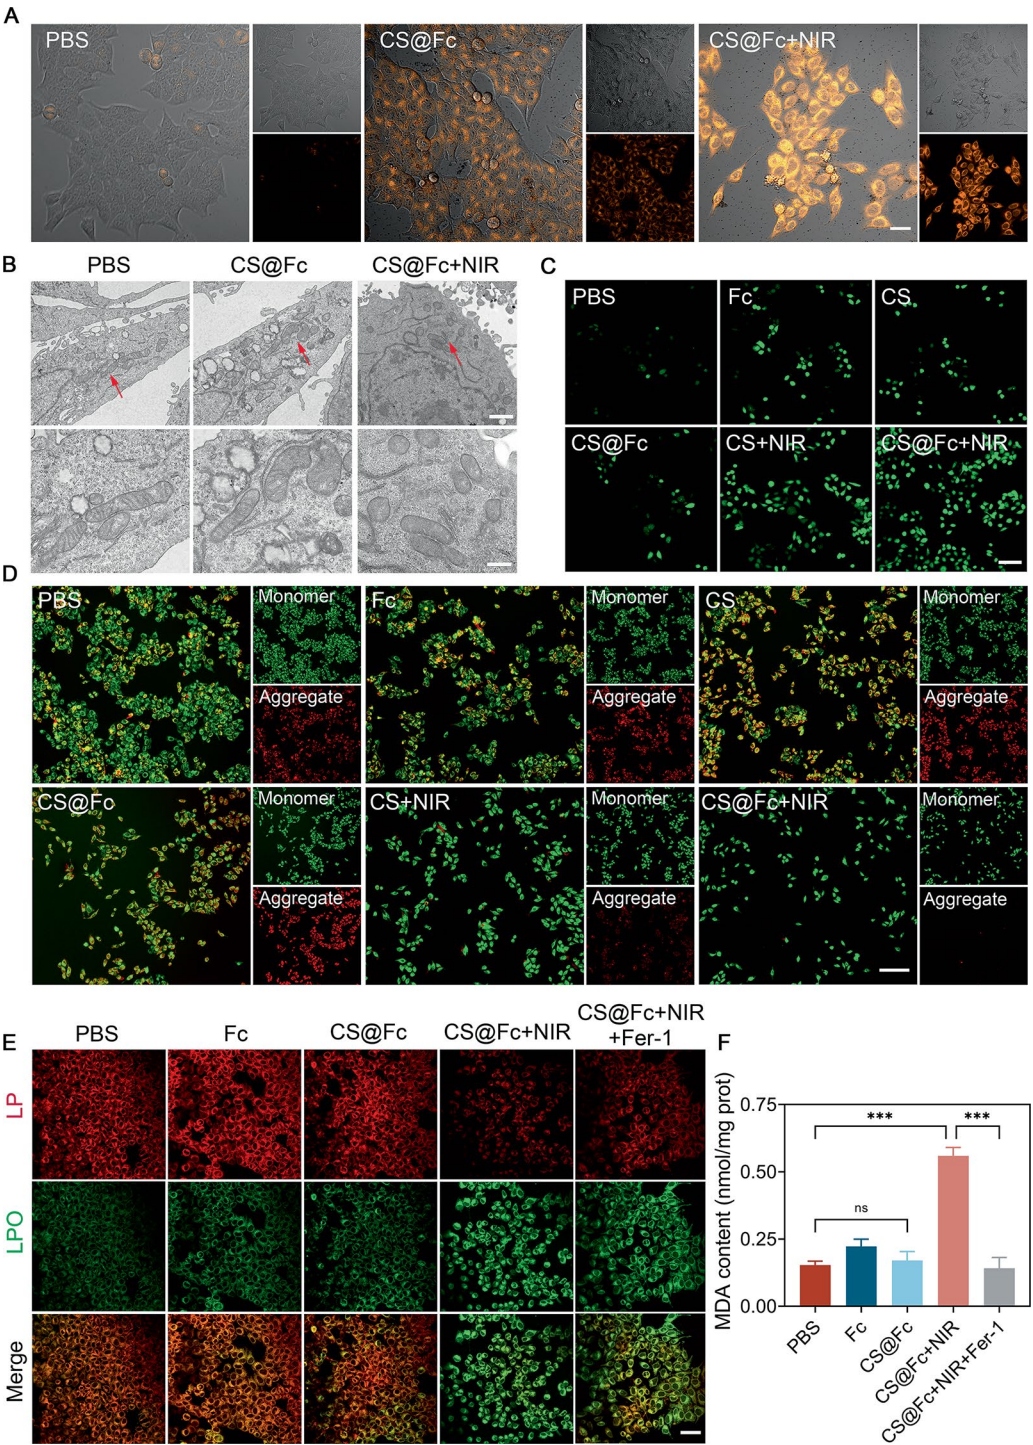 A
PBS
CS@Fc
CS@Fc+NIR
B
PBS
CS@Fc
CS@Fc+NIR
C
PBS
Fc
CS
CS@Fc
CS+NIR
CS@Fc+NIR
D
PBS
Monomer
Aggregate
Fc
Monomer
Aggregate
CS
Monomer
Aggregate
CS@Fc
Monomer
Aggregate
CS+NIR
Monomer
Aggregate
CS@Fc+NIR
Monomer
Aggregate
E
PBS
Fc
CS@Fc
CS@Fc+NIR
CS@Fc+NIR
+Fer-1
LP
LPO
Merge
F
MDA content (nmol/mg prot)
0.75
0.50
0.25
0.00
***
***
ns
PBS
Fc
CS@Fc
CS@Fc+NIR
CS@Fc+NIR+Fer-1